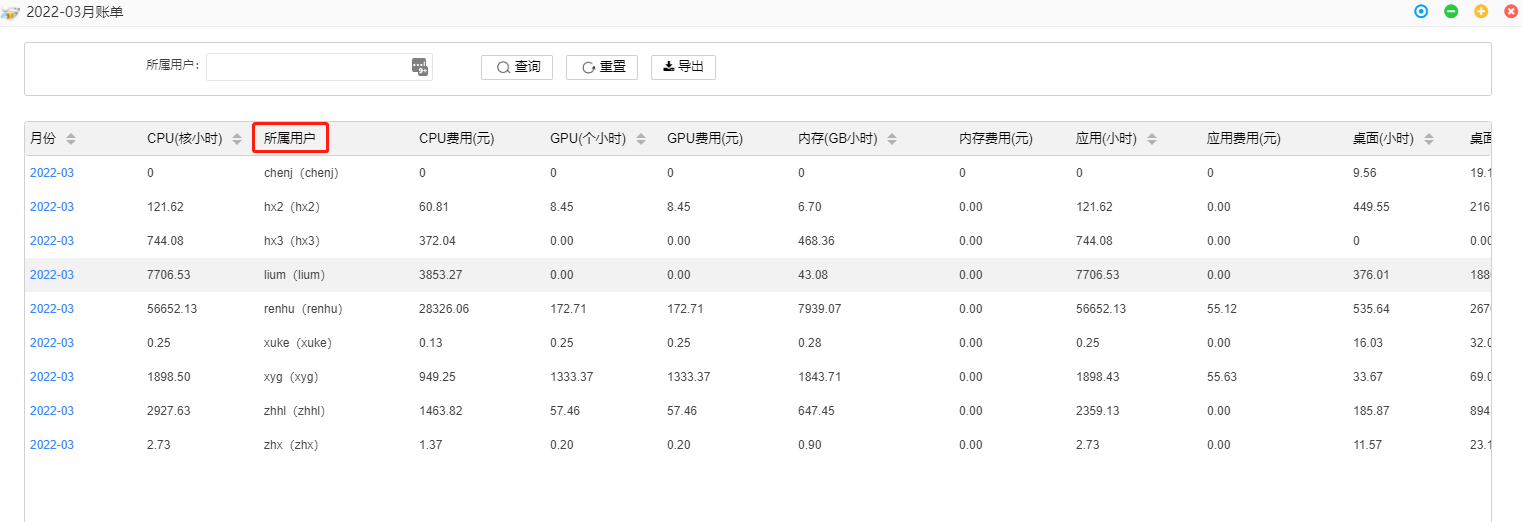 2022-03月账单
所属用户：
查询 重置 导出
月份 CPU(核小时) 所属用户 CPU费用(元) GPU(个小时) GPU费用(元) 内存(GB小时) 内存费用(元) 应用(小时) 应用费用(元) 桌面(小时) 桌面
2022-03 0 chenj（chenj） 0 0 0 0 0 0 0 9.56 19.1
2022-03 121.62 hx2（hx2） 60.81 8.45 8.45 6.70 0.00 121.62 0.00 449.55 216
2022-03 744.08 hx3（hx3） 372.04 0.00 0.00 468.36 0.00 744.08 0.00 0 0.00
2022-03 7706.53 lium（lium） 3853.27 0.00 0.00 43.08 0.00 7706.53 0.00 376.01 188
2022-03 56652.13 renhu（renhu） 28326.06 172.71 172.71 7939.07 0.00 56652.13 55.12 535.64 267
2022-03 0.25 xuke（xuke） 0.13 0.25 0.25 0.28 0.00 0.25 0.00 16.03 32.0
2022-03 1898.50 xyg（xyg） 949.25 1333.37 1333.37 1843.71 0.00 1898.43 55.63 33.67 69.0
2022-03 2927.63 zhhl（zhhl） 1463.82 57.46 57.46 647.45 0.00 2359.13 0.00 185.87 894
2022-03 2.73 zhx（zhx） 1.37 0.20 0.20 0.90 0.00 2.73 0.00 11.57 23.1